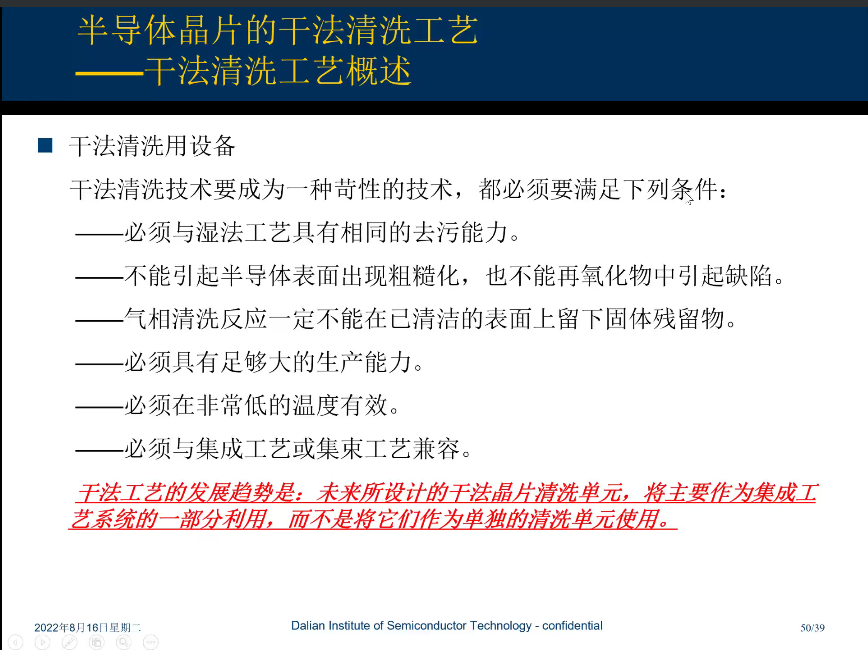 半导体晶片的干法清洗工艺
——干法清洗工艺概述
干法清洗用设备
干法清洗技术要成为一种苛性的技术，都必须要满足下列条件：
——必须与湿法工艺具有相同的去污能力。
——不能引起半导体表面出现粗糙化，也不能再氧化物中引起缺陷。
——气相清洗反应一定不能在已清洁的表面上留下固体残留物。
——必须具有足够大的生产能力。
——必须在非常低的温度有效。
——必须与集成工艺或集束工艺兼容。
干法工艺的发展趋势是：未来所设计的干法晶片清洗单元，将主要作为集成工
艺系统的一部分利用，而不是将它们作为单独的清洗单元使用。
2022年8月16日星期二
Dalian Institute of Semiconductor Technology - confidential
50/39